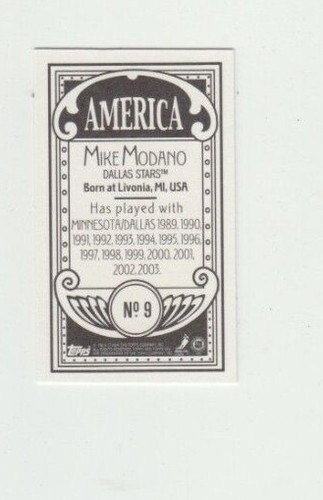 AMERICA
MIKE MODANO
DALLAS STARS™
Born at Livonia, MI, USA
Has played with
MINNESOTA/DALLAS 1989, 1990,
1991, 1992, 1993, 1994, 1995, 1996,
1997, 1998, 1999, 2000, 2001,
2002, 2003.
Nº 9
TOPPS